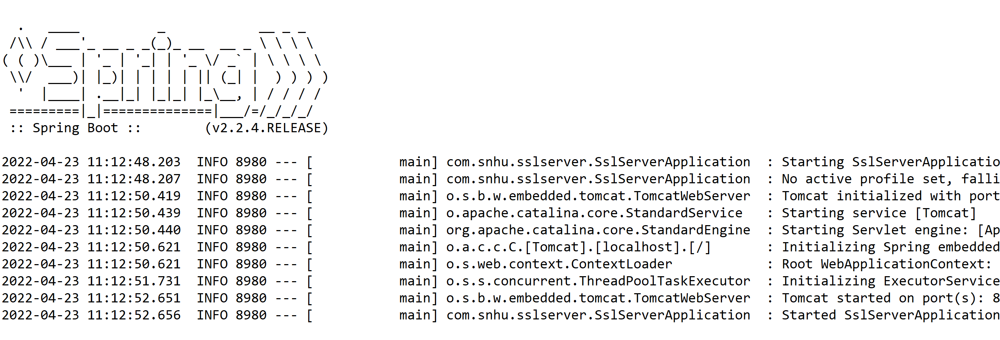 .   ____          _            __ _ _
 /\\ / ___'_ __ _ _(_)_ __  __ _ \ \ \ \
( ( )\___ | '_ | '_| | '_ \/ _` | \ \ \ \
 \\/  ___)| |_)| | | | | || (_| |  ) ) ) )
  '  |____| .__|_| |_|_| |_\__, | / / / /
 =========|_|==============|___/=/_/_/_/
 :: Spring Boot ::        (v2.2.4.RELEASE)
2022-04-23 11:12:48.203  INFO 8980 --- [           main] com.snhu.sslserver.SslServerApplication  : Starting SslServerApplicatio
2022-04-23 11:12:48.207  INFO 8980 --- [           main] com.snhu.sslserver.SslServerApplication  : No active profile set, falli
2022-04-23 11:12:50.419  INFO 8980 --- [           main] o.s.b.w.embedded.tomcat.TomcatWebServer  : Tomcat initialized with port
2022-04-23 11:12:50.439  INFO 8980 --- [           main] o.apache.catalina.core.StandardService   : Starting service [Tomcat]
2022-04-23 11:12:50.440  INFO 8980 --- [           main] org.apache.catalina.core.StandardEngine  : Starting Servlet engine: [Ap
2022-04-23 11:12:50.621  INFO 8980 --- [           main] o.a.c.c.C.[Tomcat].[localhost].[/]       : Initializing Spring embedded
2022-04-23 11:12:50.621  INFO 8980 --- [           main] o.s.web.context.ContextLoader            : Root WebApplicationContext:
2022-04-23 11:12:51.731  INFO 8980 --- [           main] o.s.s.concurrent.ThreadPoolTaskExecutor  : Initializing ExecutorService
2022-04-23 11:12:52.651  INFO 8980 --- [           main] o.s.b.w.embedded.tomcat.TomcatWebServer  : Tomcat started on port(s): 8
2022-04-23 11:12:52.656  INFO 8980 --- [           main] com.snhu.sslserver.SslServerApplication  : Started SslServerApplication